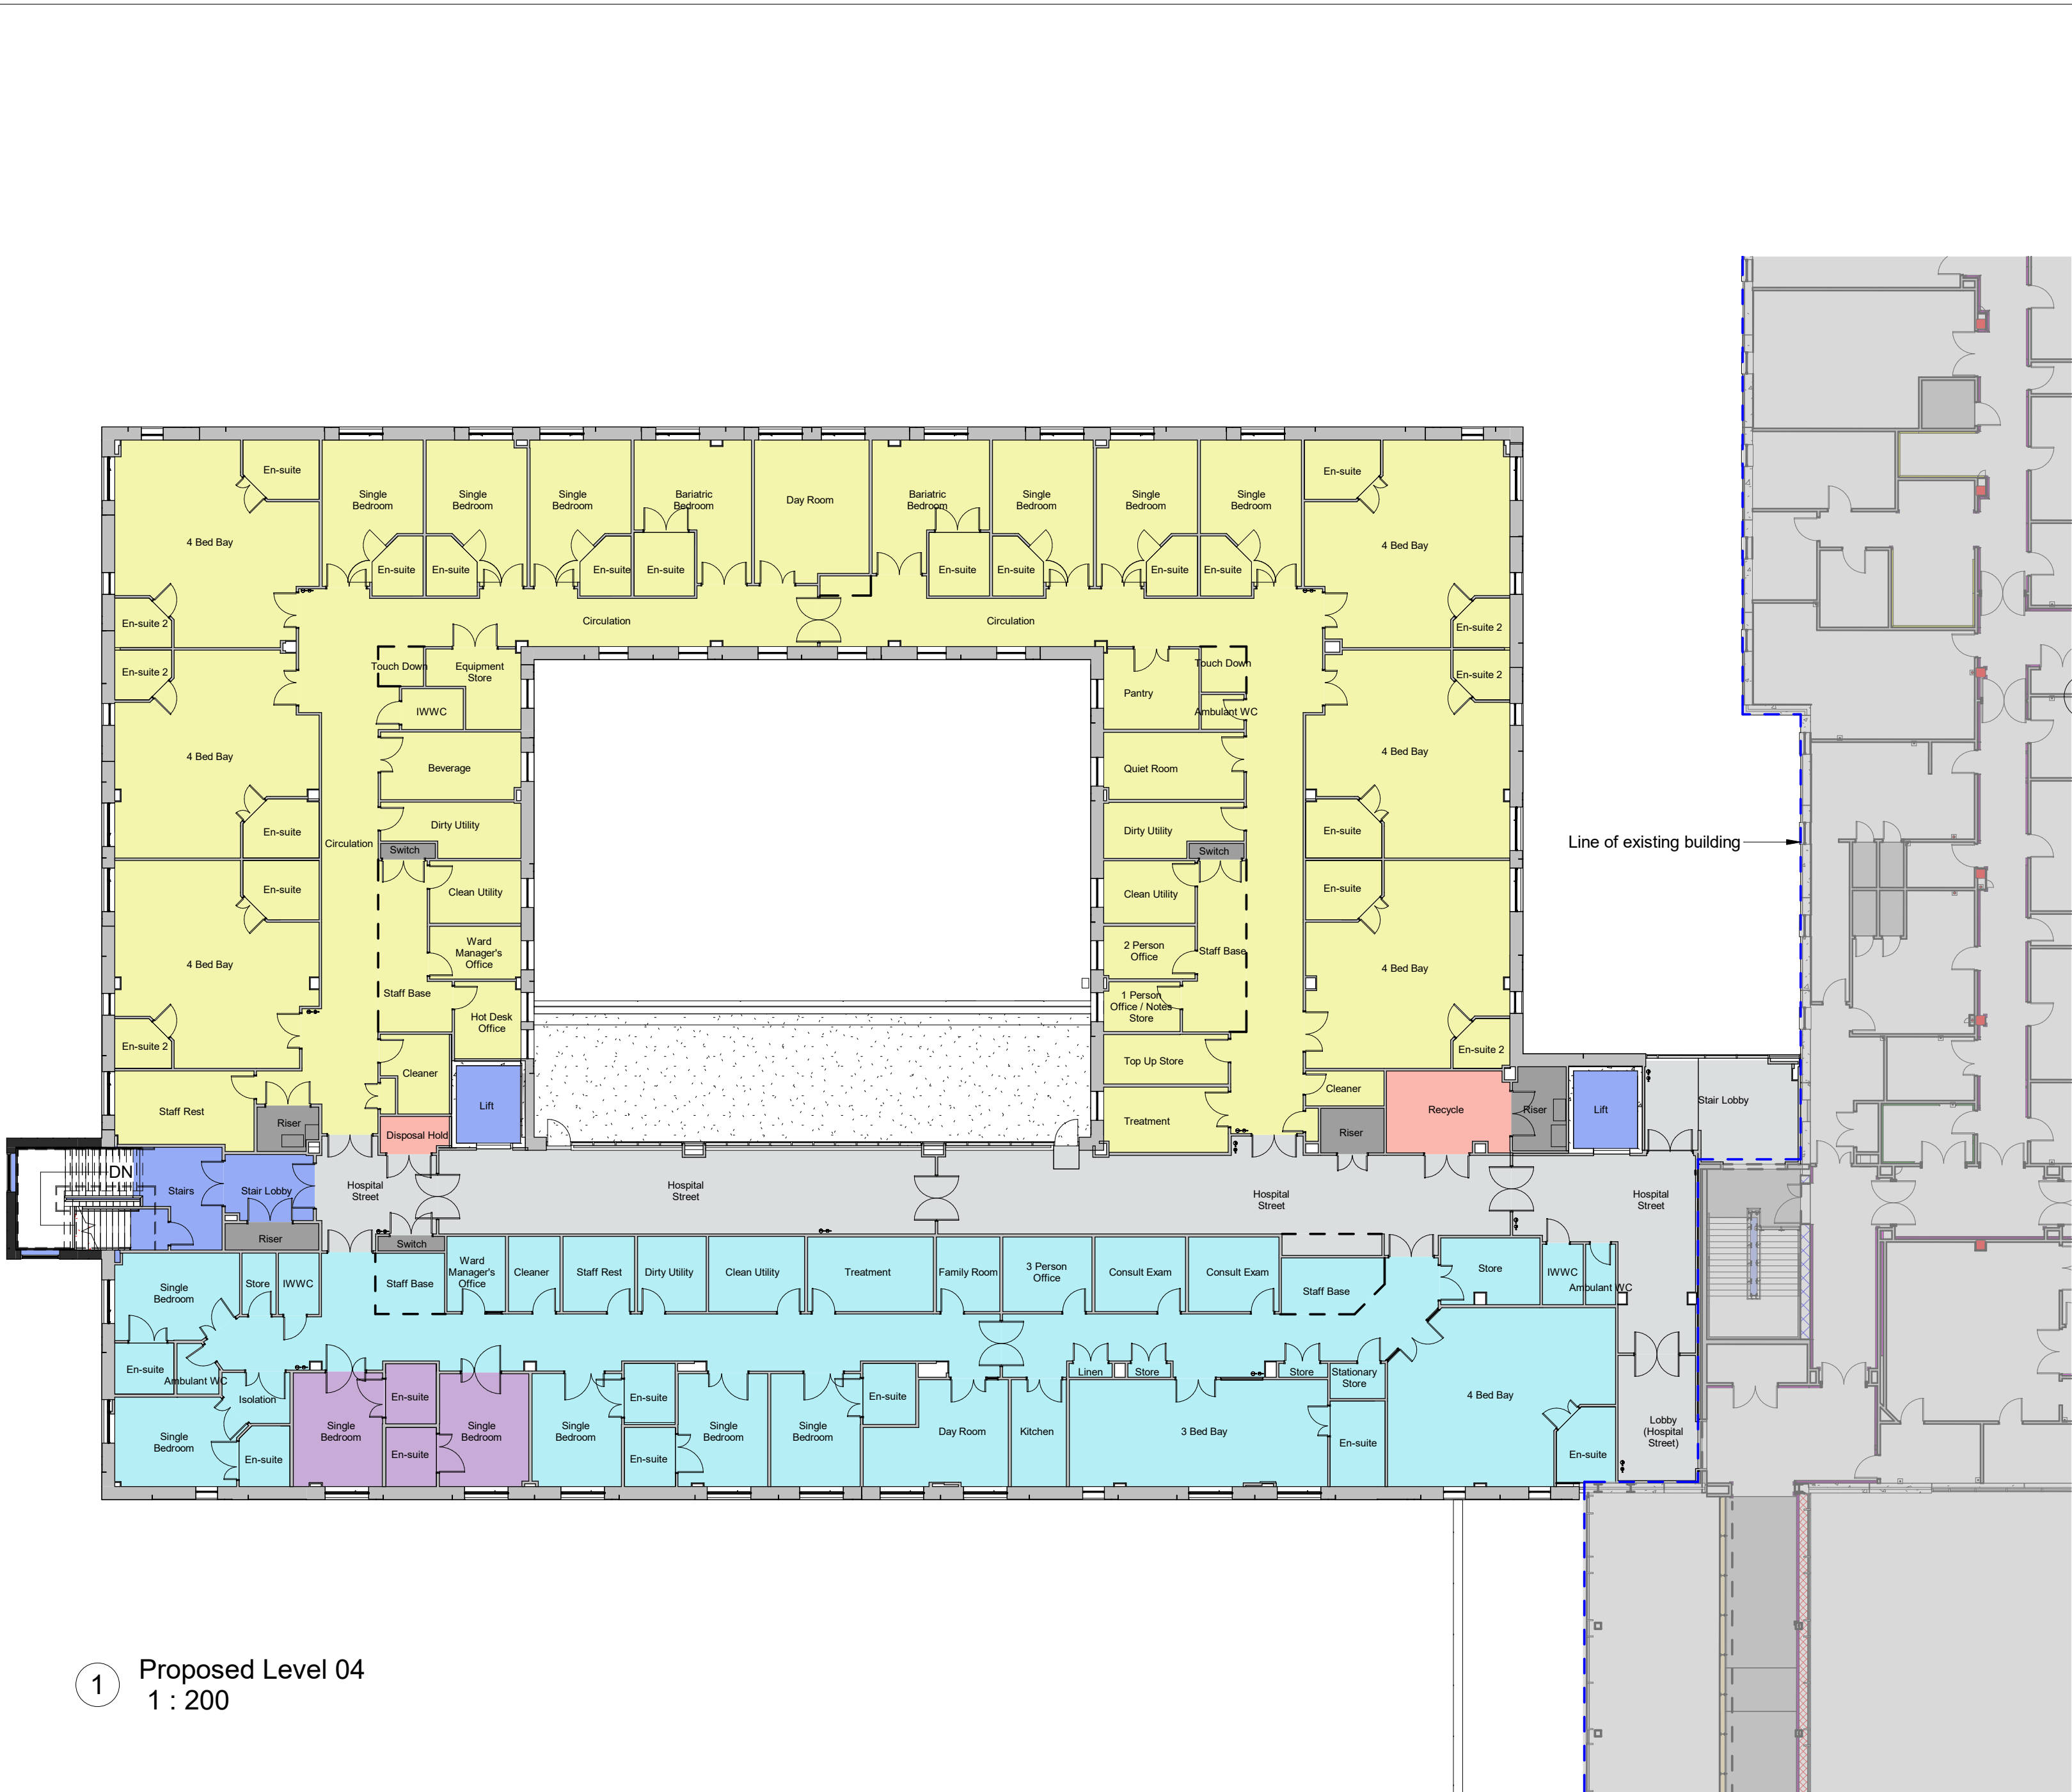 En-suite
Single
Bedroom
Single
Bedroom
Single
Bedroom
Bariatric
Bedroom
Day Room
Bariatric
Bedroom
Single
Bedroom
Single
Bedroom
Single
Bedroom
En-suite
4 Bed Bay
4 Bed Bay
En-suite
En-suite
En-suite
En-suite
En-suite
En-suite
En-suite
En-suite
En-suite 2
Circulation
Circulation
En-suite 2
En-suite 2
Touch Down
Equipment
Store
Pantry
Touch Down
En-suite 2
IWWC
Ambulant WC
4 Bed Bay
Beverage
Quiet Room
4 Bed Bay
En-suite
Circulation
Dirty Utility
Dirty Utility
En-suite
Line of existing building
Switch
Switch
En-suite
Clean Utility
Clean Utility
En-suite
4 Bed Bay
Ward
Manager's
Office
2 Person
Office
Staff Base
4 Bed Bay
Staff Base
Hot Desk
Office
1 Person
Office / Notes
Store
En-suite 2
En-suite 2
Cleaner
Top Up Store
Cleaner
Staff Rest
Riser
Lift
Disposal Hold
Treatment
Riser
Recycle
Riser
Lift
Stair Lobby
DN
Stairs
Stair Lobby
Hospital
Street
Hospital
Street
Hospital
Street
Hospital
Street
Riser
Switch
Single
Bedroom
Store
IWWC
Staff Base
Ward
Manager's
Office
Cleaner
Staff Rest
Dirty Utility
Clean Utility
Treatment
Family Room
3 Person
Office
Consult Exam
Consult Exam
Staff Base
Store
IWWC
Ambulant WC
En-suite
Ambulant WC
Isolation
Linen
Store
Store
Stationary
Store
Single
Bedroom
En-suite
Single
Bedroom
En-suite
En-suite
Single
Bedroom
Single
Bedroom
En-suite
En-suite
Single
Bedroom
Single
Bedroom
En-suite
Day Room
Kitchen
3 Bed Bay
En-suite
4 Bed Bay
En-suite
Lobby
(Hospital
Street)
1
Proposed Level 04
1 : 200